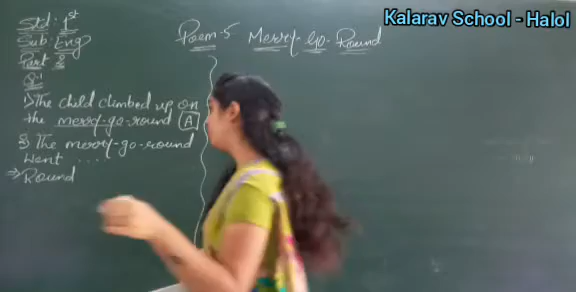 Kalarav School - Halol
Std: 1st
Sub: Eng
Part 2
Poem-5 Merry-Go-Round
Q:1
1) The child climbed up on
the merry-go-round A
2) The merry-go-round
went ....
⇒ Round